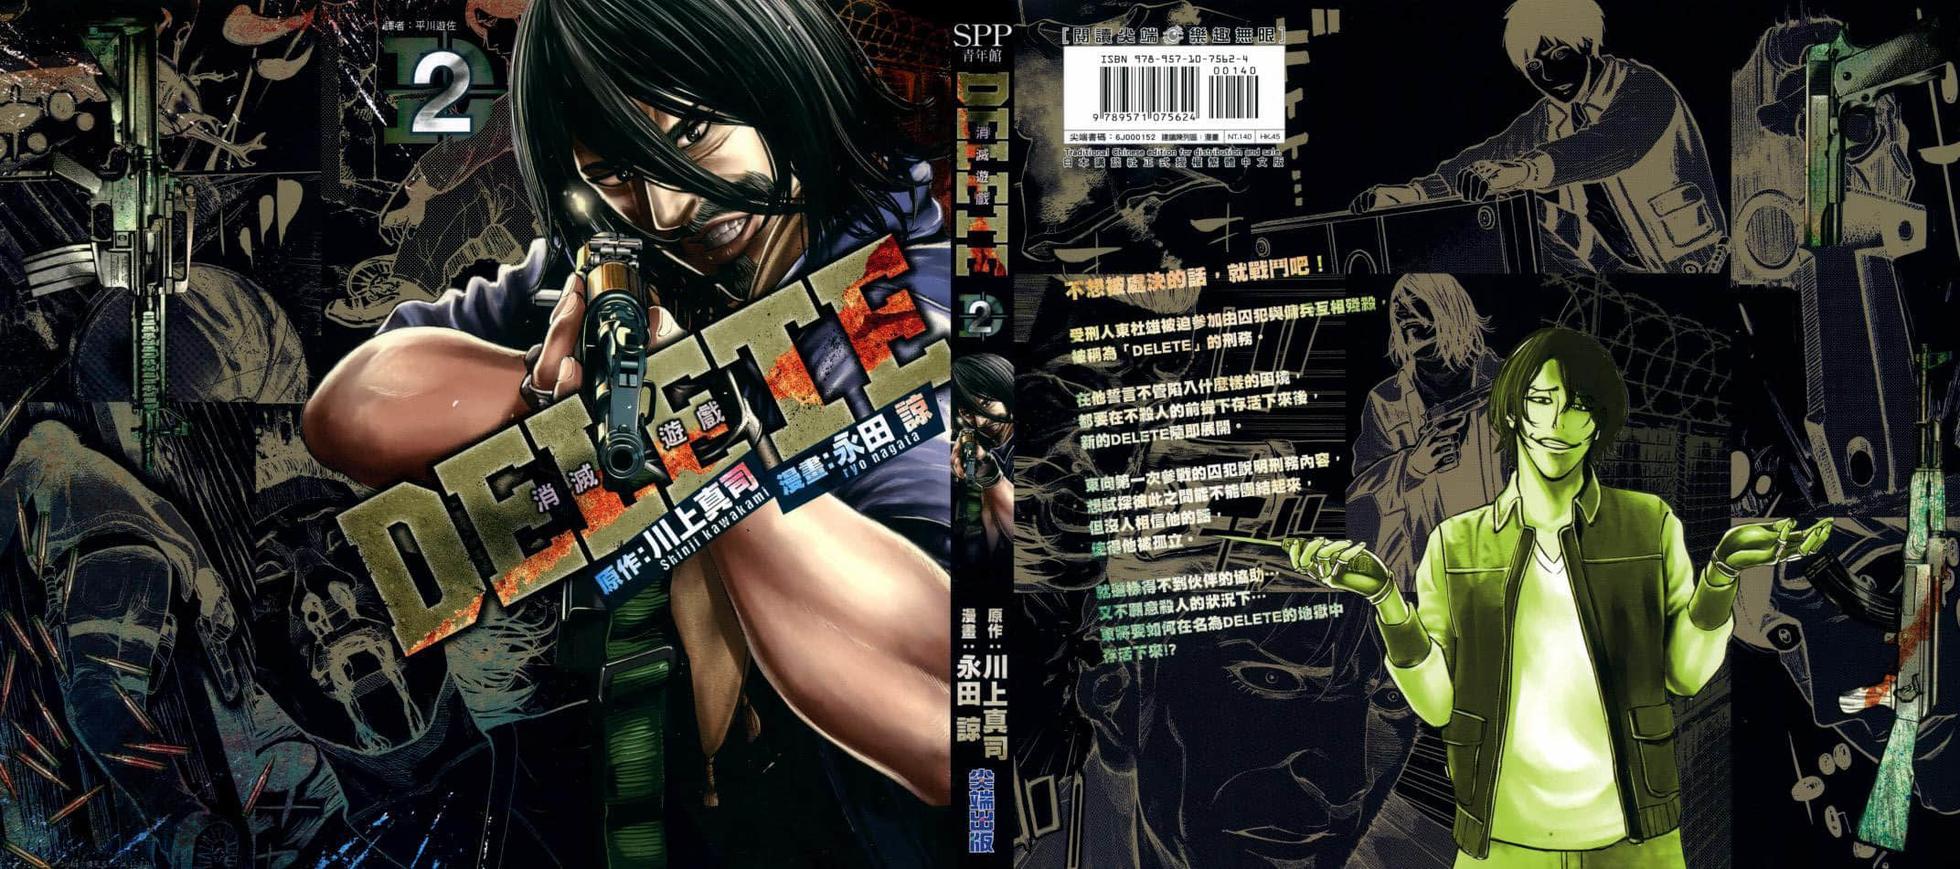 譯者：平川遊佐
2
DELETE
消滅遊戲
原作：川上真司
shinji kawakami
漫畫：永田 諒
ryo nagata
SPP
青年館
DELETE
消滅遊戲
2
原作：川上真司
漫畫：永田 諒
尖端出版
[閱讀尖端 樂趣無限]
ISBN 978-957-10-7562-4
00140
9 789571 075624
尖端書碼：6J000152 建議陳列區：漫畫 NT.140 HK.45
Traditional Chinese edition for distribution and sale
日本講談社正式授權繁體中文版
不想被處決的話，就戰鬥吧！
受刑人東杜雄被迫參加由囚犯與傭兵互相殘殺，
被稱為「DELETE」的刑務。
在他誓言不管陷入什麼樣的困境，
都要在不殺人的前提下存活下來後，
新的DELETE隨即展開。
東向第一次參戰的囚犯說明刑務內容，
想試探彼此之間能不能團結起來，
但沒人相信他的話，
使得他被孤立。
就這樣得不到伙伴的協助…
又不願意殺人的狀況下…
東將要如何在名為DELETE的地獄中
存活下來!?